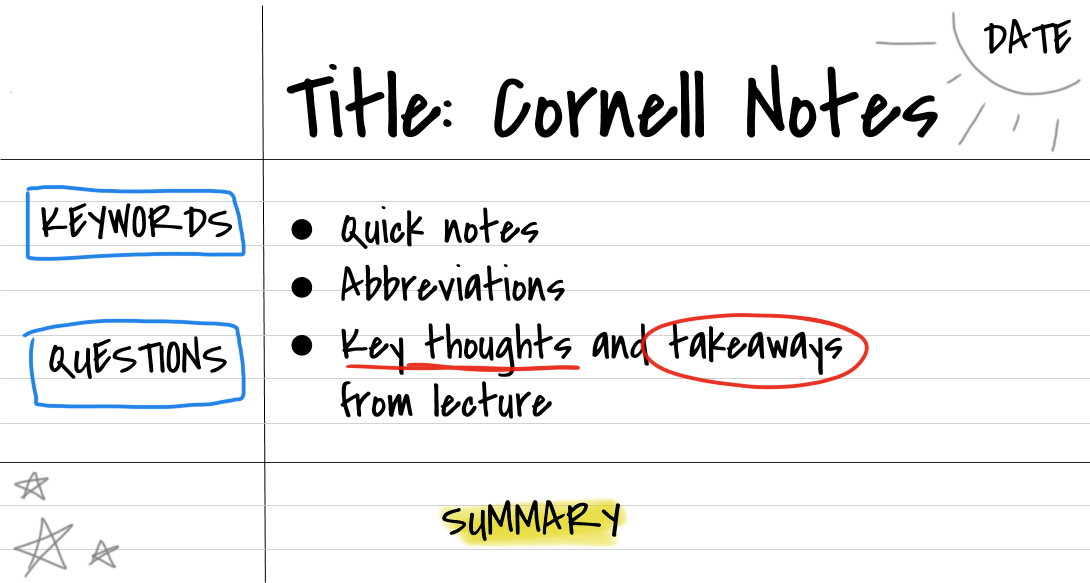 DATE
Title: Cornell Notes
KEYWORDS
• Quick notes
• Abbreviations
QUESTIONS
• Key thoughts and takeaways
from lecture
SUMMARY